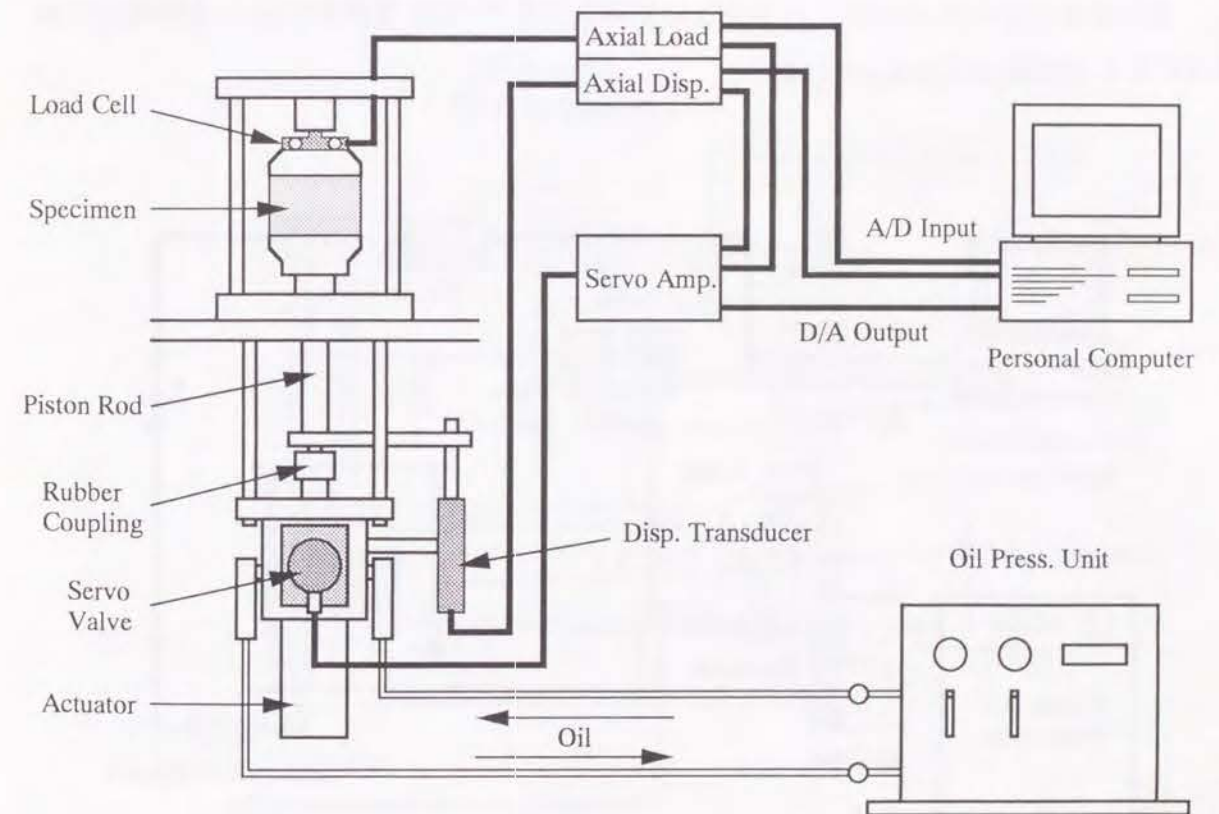 Axial Load
Axial Disp.
Load Cell
Specimen
A/D Input
Servo Amp.
D/A Output
Personal Computer
Piston Rod
Rubber
Coupling
Disp. Transducer
Oil Press. Unit
Servo
Valve
Actuator
Oil